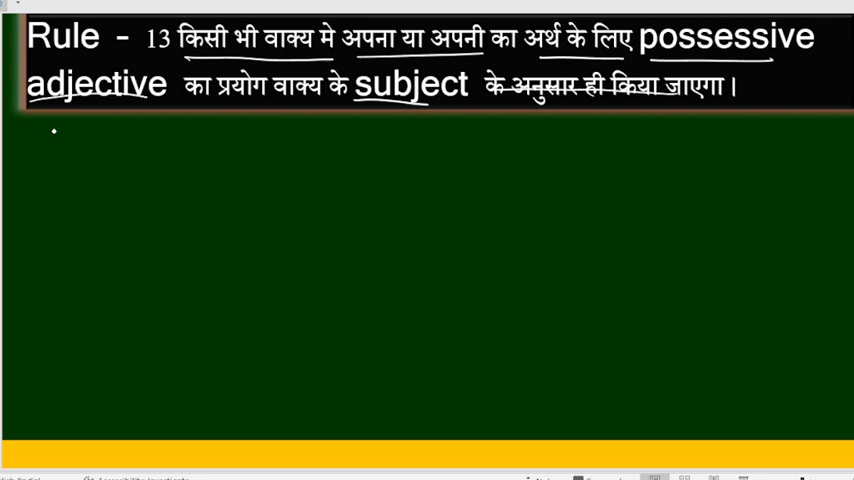 Rule - 13 किसी भी वाक्य मे अपना या अपनी का अर्थ के लिए possessive
adjective का प्रयोग वाक्य के subject के अनुसार ही किया जाएगा।